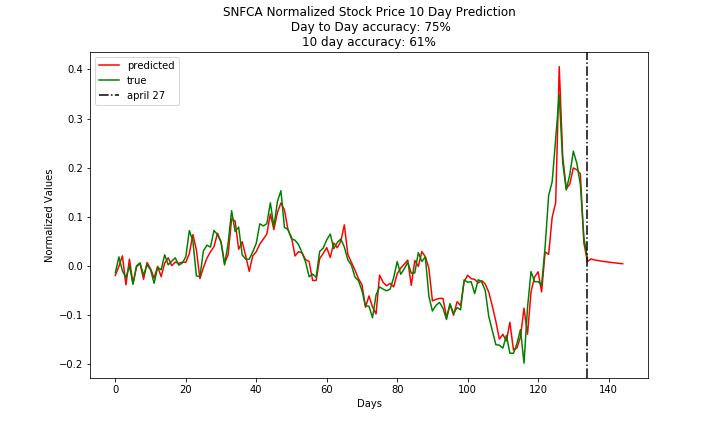 SNFCA Normalized Stock Price 10 Day Prediction
Day to Day accuracy: 75%
10 day accuracy: 61%
predicted
true
april 27
Normalized Values
0.4
0.3
0.2
0.1
0.0
−0.1
−0.2
0
20
40
60
80
100
120
140
Days